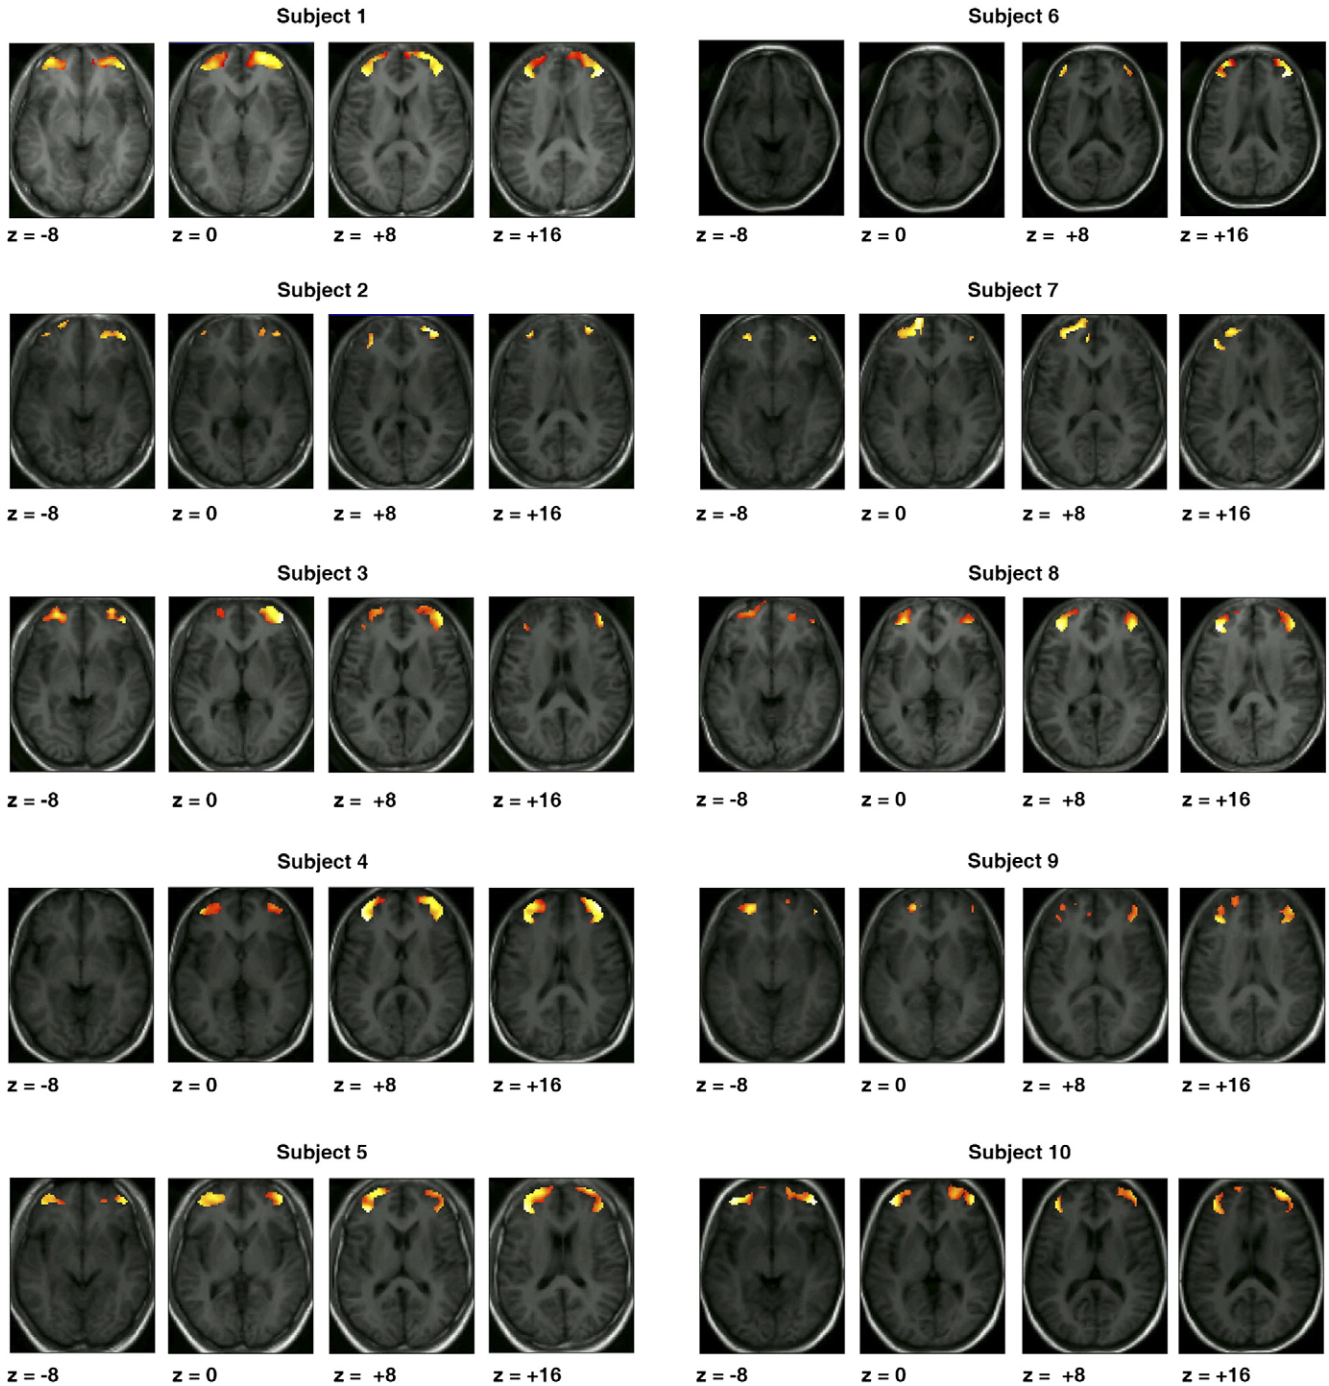 Subject 1
z = -8
z = 0
z = +8
z = +16
Subject 2
z = -8
z = 0
z = +8
z = +16
Subject 3
z = -8
z = 0
z = +8
z = +16
Subject 4
z = -8
z = 0
z = +8
z = +16
Subject 5
z = -8
z = 0
z = +8
z = +16
Subject 6
z = -8
z = 0
z = +8
z = +16
Subject 7
z = -8
z = 0
z = +8
z = +16
Subject 8
z = -8
z = 0
z = +8
z = +16
Subject 9
z = -8
z = 0
z = +8
z = +16
Subject 10
z = -8
z = 0
z = +8
z = +16